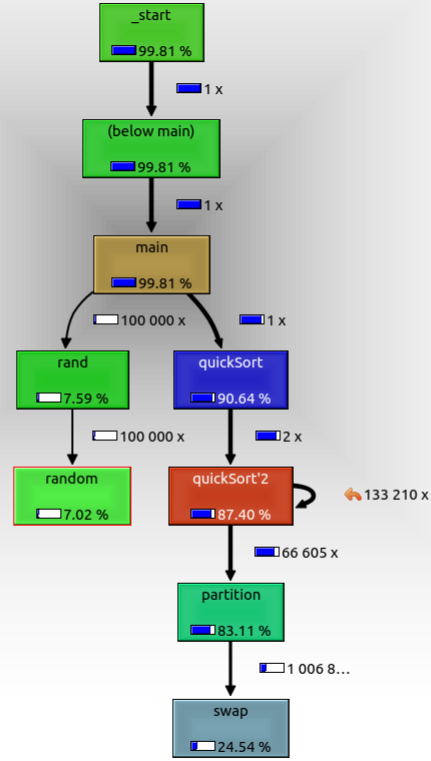 _start
99.81 %
1 x
(below main)
99.81 %
1 x
main
99.81 %
100 000 x
1 x
rand
7.59 %
quickSort
90.64 %
100 000 x
2 x
random
7.02 %
quickSort'2
87.40 %
133 210 x
66 605 x
partition
83.11 %
1 006 8...
swap
24.54 %